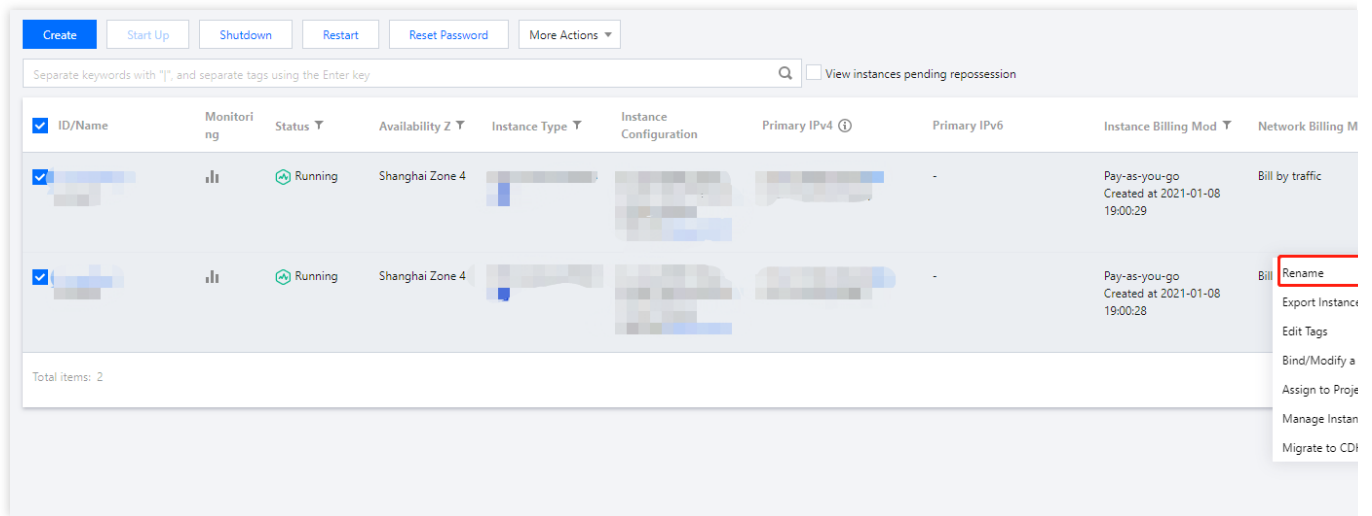 Create Start Up Shutdown Restart Reset Password More Actions
Separate keywords with "|", and separate tags using the Enter key
View instances pending repossession
ID/Name Monitori
ng Status Availability Z Instance Type Instance
Configuration Primary IPv4 Primary IPv6 Instance Billing Mod Network Billing M
Running Shanghai Zone 4 - Pay-as-you-go Bill by traffic
Created at 2021-01-08
19:00:29
Running Shanghai Zone 4 - Pay-as-you-go Bill
Created at 2021-01-08
19:00:28
Rename
Export Instance
Edit Tags
Bind/Modify a
Assign to Proje
Manage Instan
Migrate to CDH
Total items: 2